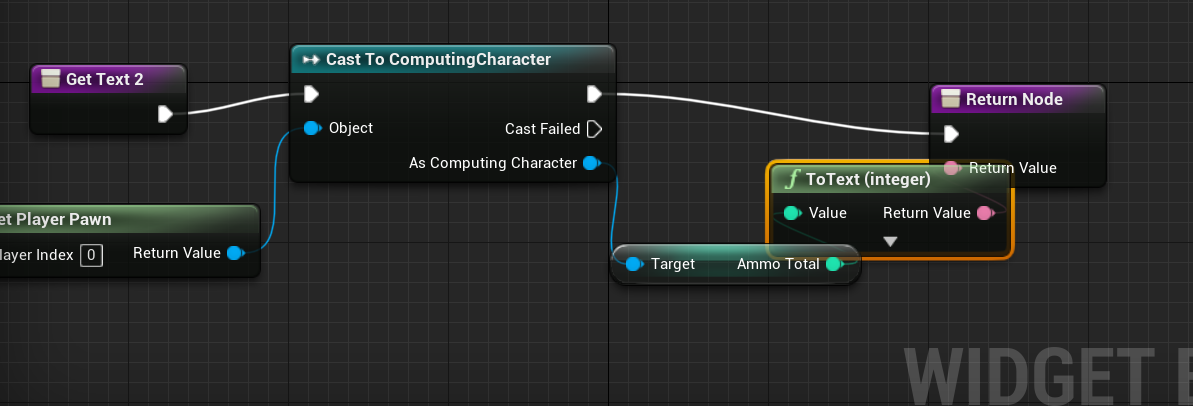 Get Text 2
Cast To ComputingCharacter
Object
Cast Failed
As Computing Character
et Player Pawn
layer Index 0
Return Value
Return Node
Return Value
ToText (integer)
Value
Return Value
Target
Ammo Total
WIDGET